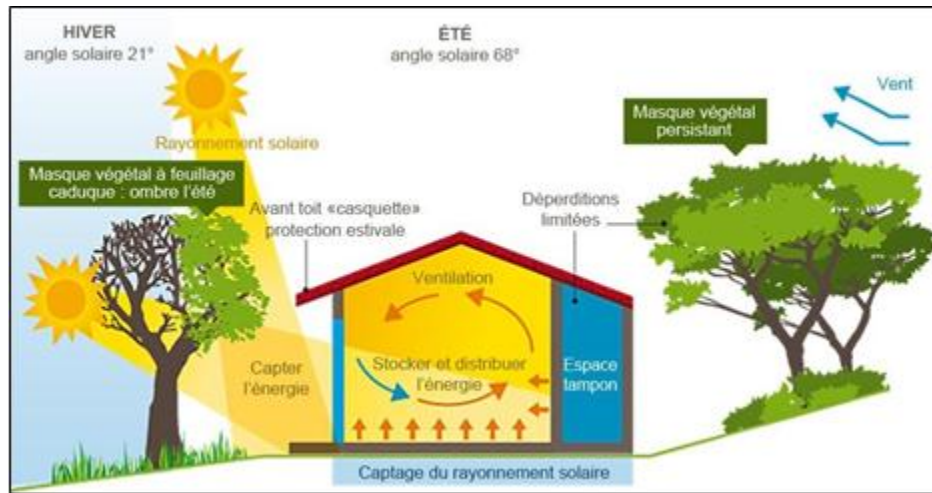 HIVER
angle solaire 21°
ÉTÉ
angle solaire 68°
Vent
Masque végétal
persistant
Rayonnement solaire
Masque végétal à feuillage
caduque : ombre l'été
Avant toit «casquette»
protection estivale
Déperditions
limitées
Ventilation
Capter
l'énergie
Stocker et distribuer
l'énergie
Espace
tampon
Captage du rayonnement solaire